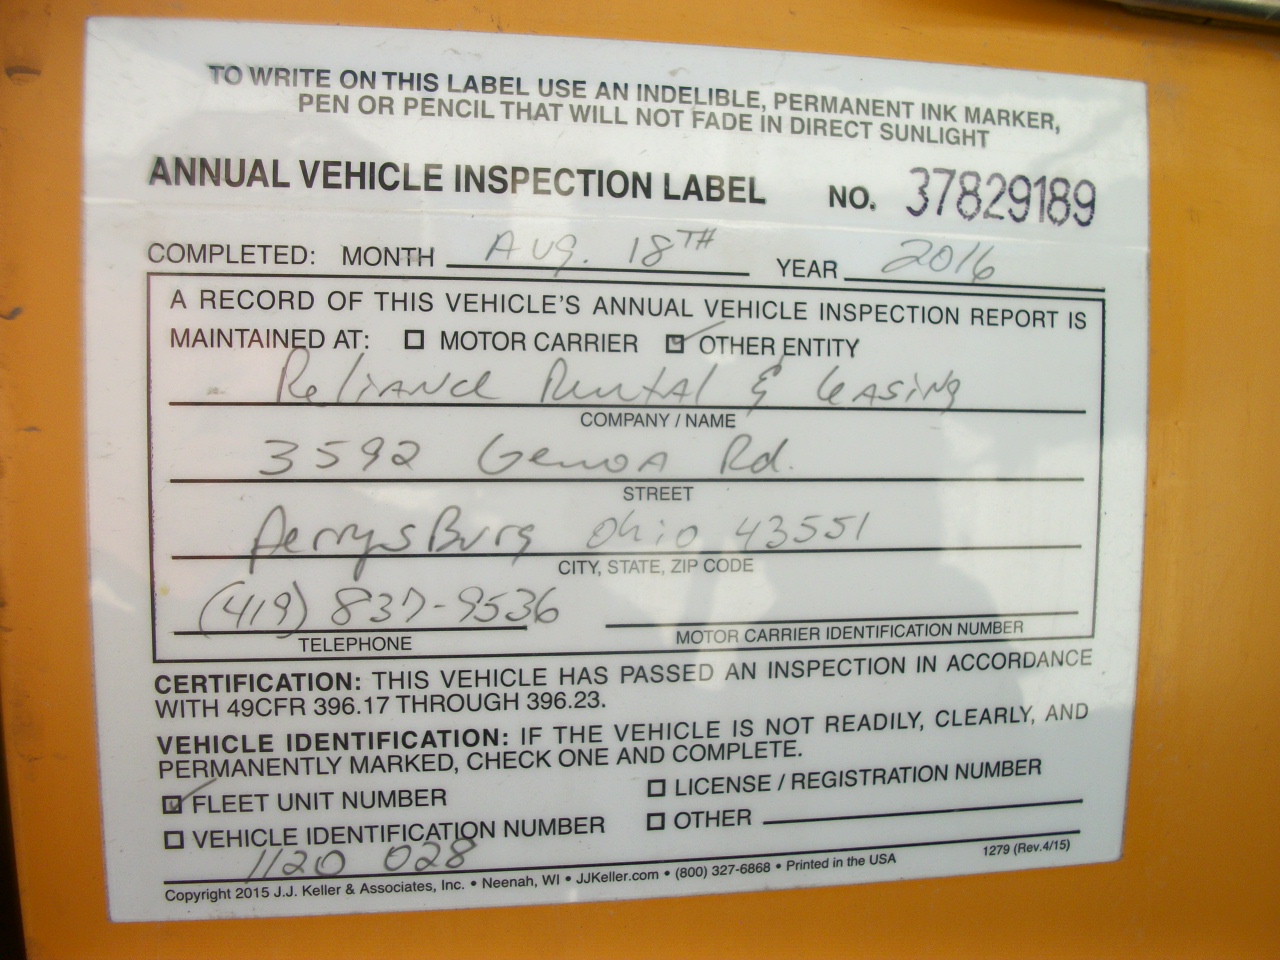 TO WRITE ON THIS LABEL USE AN INDELIBLE, PERMANENT INK MARKER,
PEN OR PENCIL THAT WILL NOT FADE IN DIRECT SUNLIGHT
ANNUAL VEHICLE INSPECTION LABEL NO. 37829189
COMPLETED: MONTH AUG. 18TH YEAR 2016
A RECORD OF THIS VEHICLE'S ANNUAL VEHICLE INSPECTION REPORT IS
MAINTAINED AT: ☐ MOTOR CARRIER ☑ OTHER ENTITY
Reliance Rental & Leasing
COMPANY / NAME
3592 Genoa Rd.
STREET
PerrysBurg Ohio 43551
CITY, STATE, ZIP CODE
(419) 837-9536
TELEPHONE MOTOR CARRIER IDENTIFICATION NUMBER
CERTIFICATION: THIS VEHICLE HAS PASSED AN INSPECTION IN ACCORDANCE
WITH 49CFR 396.17 THROUGH 396.23.
VEHICLE IDENTIFICATION: IF THE VEHICLE IS NOT READILY, CLEARLY, AND
PERMANENTLY MARKED, CHECK ONE AND COMPLETE.
☑ FLEET UNIT NUMBER ☐ LICENSE / REGISTRATION NUMBER
☐ VEHICLE IDENTIFICATION NUMBER ☐ OTHER
1120 028
Copyright 2015 J.J. Keller & Associates, Inc. • Neenah, WI • JJKeller.com • (800) 327-6868 • Printed in the USA 1279 (Rev.4/15)